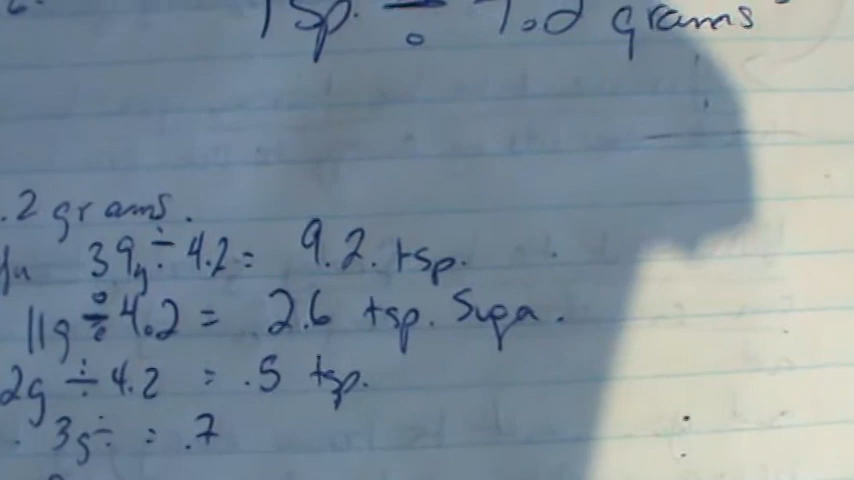 1 Sp. ÷ 4.2 grams
.2 grams.
39g ÷ 4.2 = 9.2. tsp.
11g ÷ 4.2 = 2.6 tsp. Suga.
2g ÷ 4.2 = .5 tsp.
3g ÷ = .7